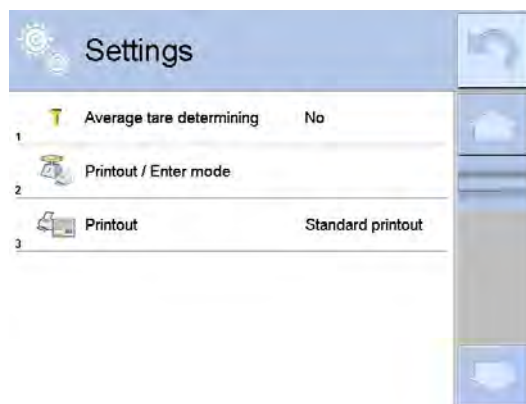 Settings
1 Average tare determining No
2 Printout / Enter mode
3 Printout Standard printout